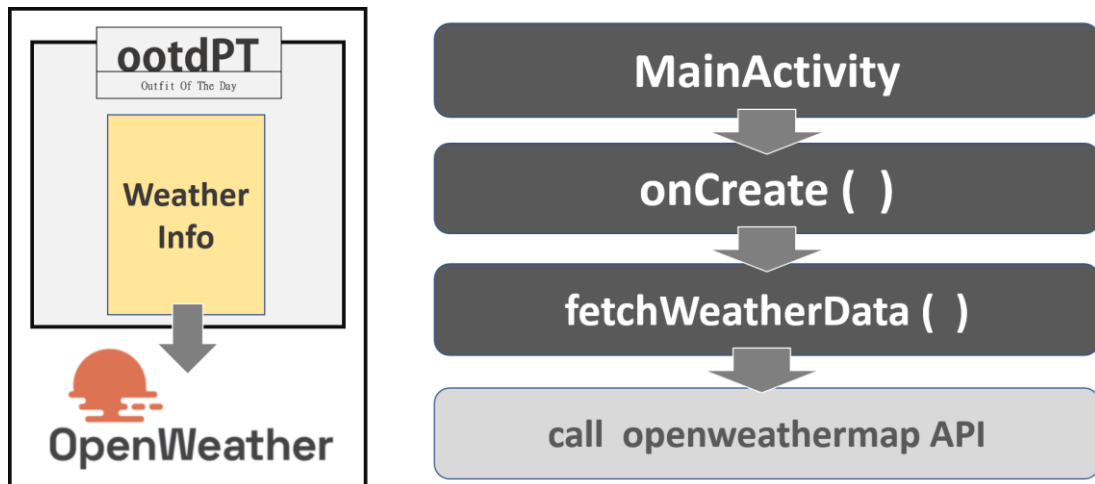 ootdPT
Outfit Of The Day
Weather
Info
OpenWeather
MainActivity
onCreate ( )
fetchWeatherData ( )
call openweathermap API